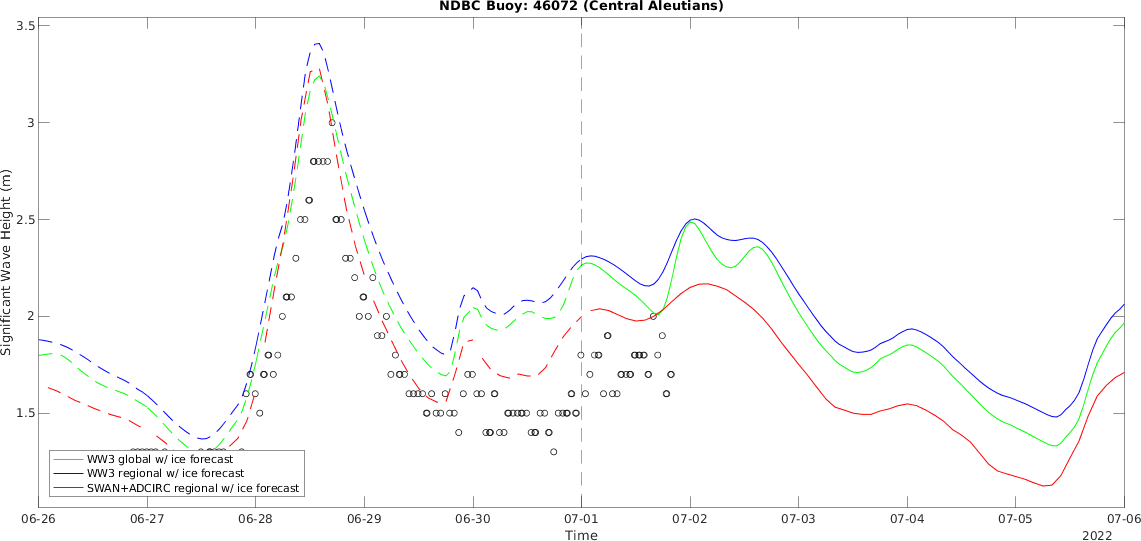 NDBC Buoy: 46072 (Central Aleutians)
3.5
3
2.5
2
1.5
Significant Wave Height (m)
WW3 global w/ ice forecast
WW3 regional w/ ice forecast
SWAN+ADCIRC regional w/ ice forecast
06-26 06-27 06-28 06-29 06-30 07-01 07-02 07-03 07-04 07-05 07-06
Time
2022